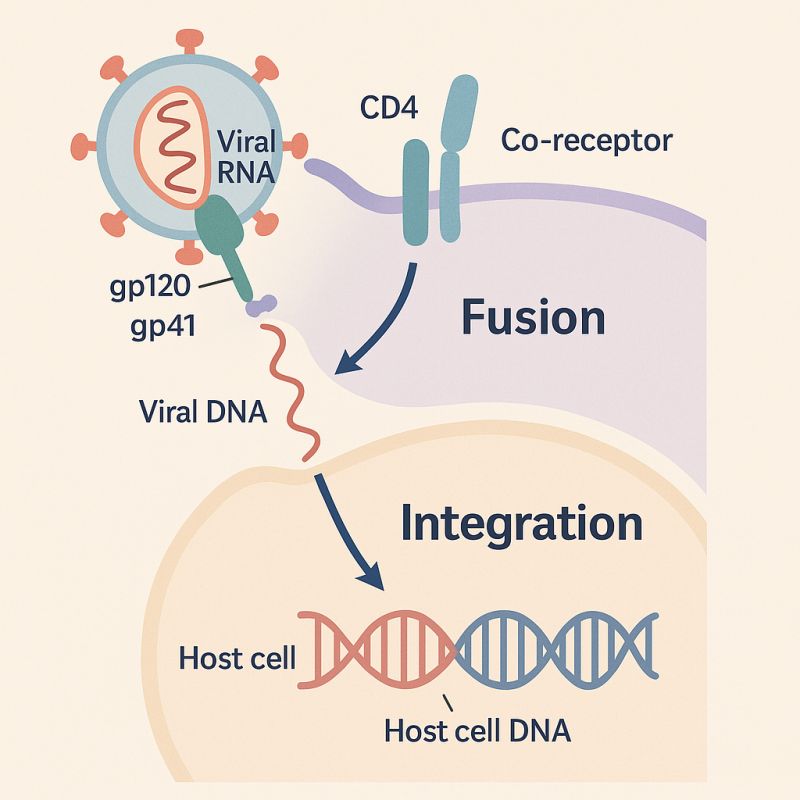 Viral
RNA
CD4
Co-receptor
gp120
gp41
Fusion
Viral DNA
Integration
Host cell
Host cell DNA